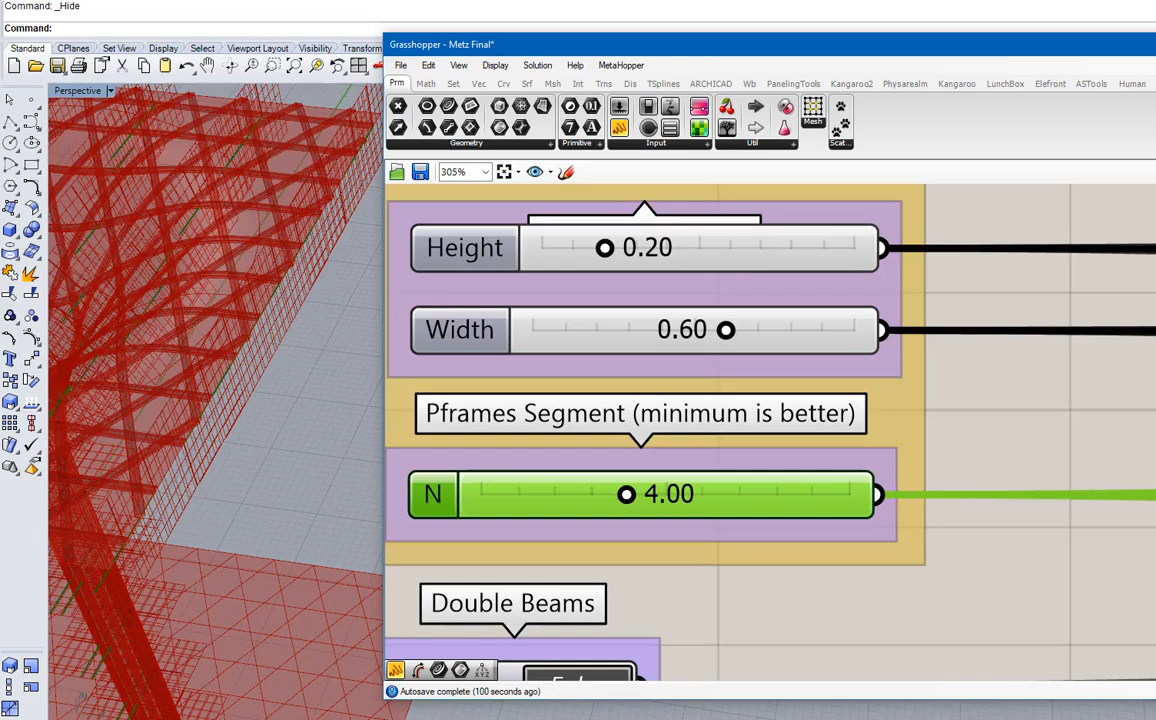 Command: _Hide
Command:
Standard CPlanes Set View Display Select Viewport Layout Visibility Transform
Perspective
Grasshopper - Metz Final*
File Edit View Display Solution Help MetaHopper
Prm Math Set Vec Crv Srf Msh Int Trns Dis TSplines ARCHICAD Wb PanelingTools Kangaroo2 Physarealm Kangaroo LunchBox Elefront ASTools Human
Mesh
Geometry Primitive Input Util Scat...
305%
Height 0.20
Width 0.60
Pframes Segment (minimum is better)
N 4.00
Double Beams
Autosave complete (100 seconds ago)